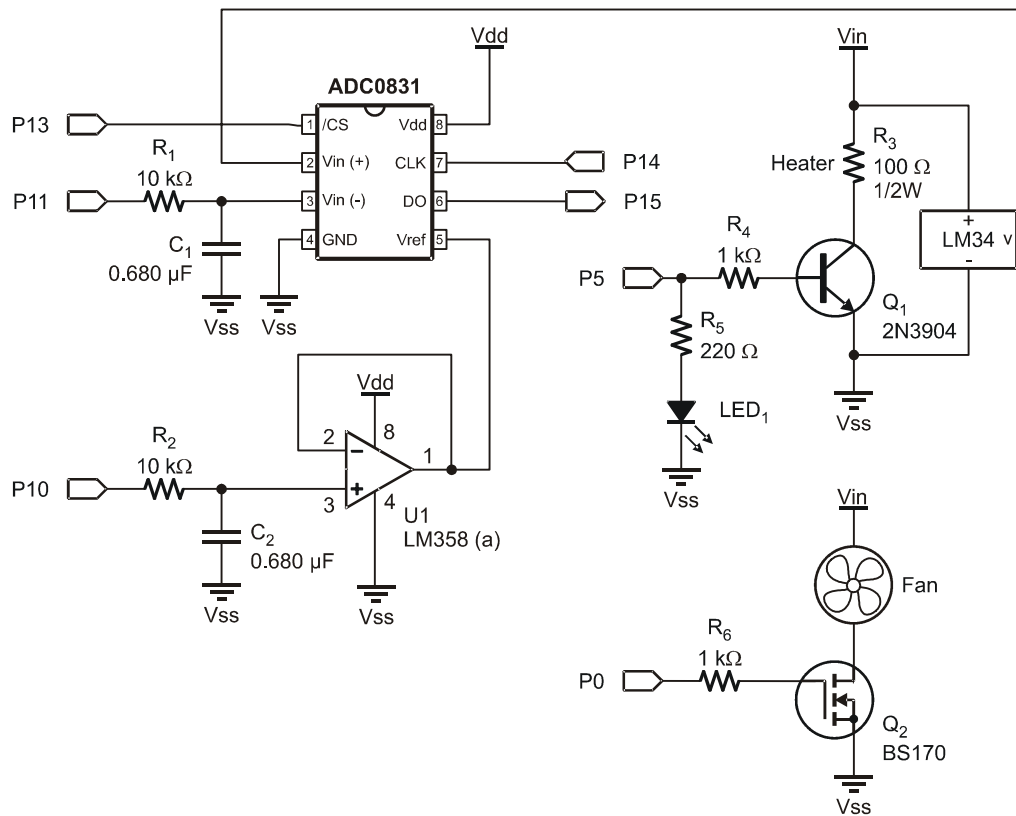 Vdd
Vin
ADC0831
P13
1 /CS
Vdd 8
R1
10 kΩ
2 Vin (+)
CLK 7
P14
P11
3 Vin (-)
DO 6
P15
C1
0.680 µF
4 GND
Vref 5
Vss
Vss
Heater
R3
100 Ω
1/2W
+
LM34 v
-
R4
1 kΩ
P5
Q1
2N3904
R5
220 Ω
LED1
Vss
Vss
Vdd
2
8
-
1
R2
10 kΩ
P10
+
3
4
U1
LM358 (a)
C2
0.680 µF
Vss
Vss
Vin
Fan
R6
1 kΩ
P0
Q2
BS170
Vss